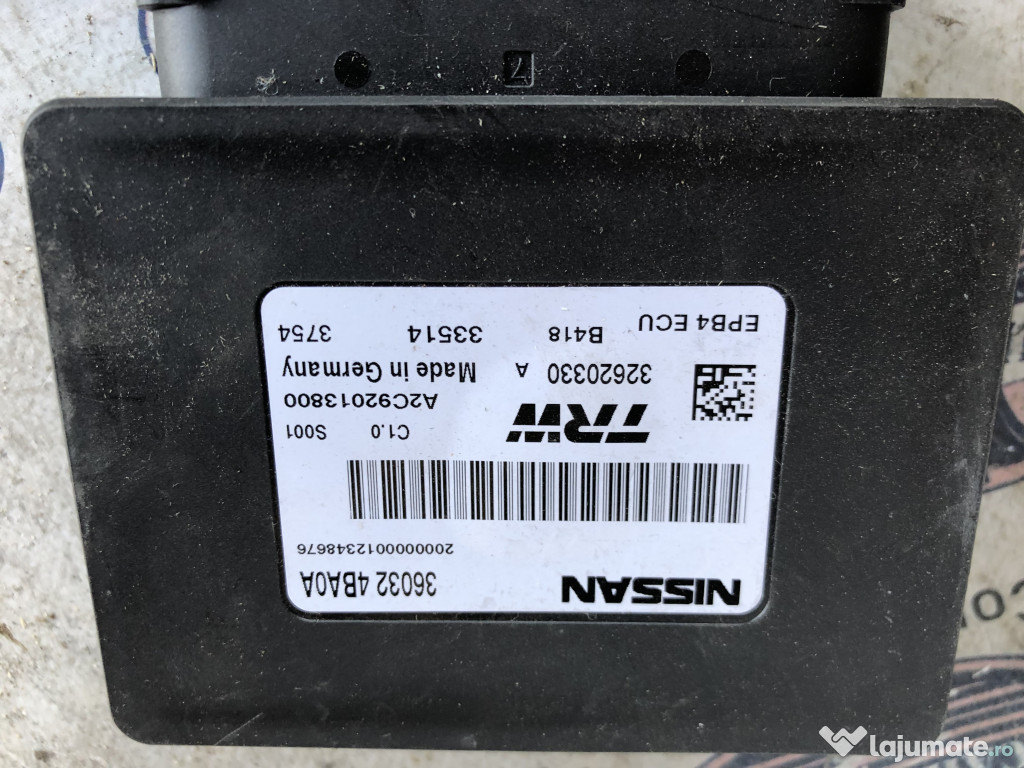 NISSAN 36032 4BA0A
2000000012348676
TRW C1.0 S001
A2C92013800
32620330 A Made in Germany
EPB4 ECU B418 33514 3754
7
lajumate.ro